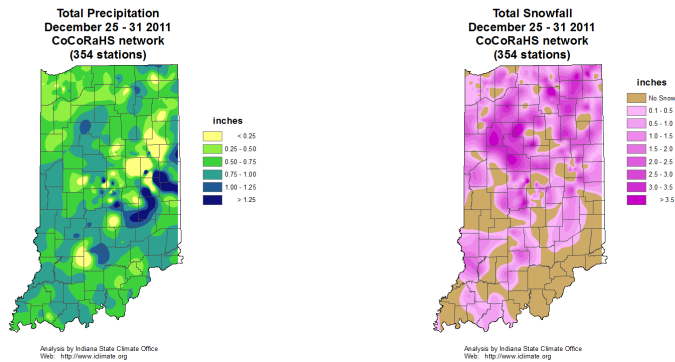 Total Precipitation
December 25 - 31 2011
CoCoRaHS network
(354 stations)
inches
< 0.25
0.25 - 0.50
0.50 - 0.75
0.75 - 1.00
1.00 - 1.25
> 1.25
Analysis by Indiana State Climate Office
Web: http://www.iclimate.org
Total Snowfall
December 25 - 31 2011
CoCoRaHS network
(354 stations)
inches
No Snow
0.1 - 0.5
0.5 - 1.0
1.0 - 1.5
1.5 - 2.0
2.0 - 2.5
2.5 - 3.0
3.0 - 3.5
> 3.5
Analysis by Indiana State Climate Office
Web: http://www.iclimate.org